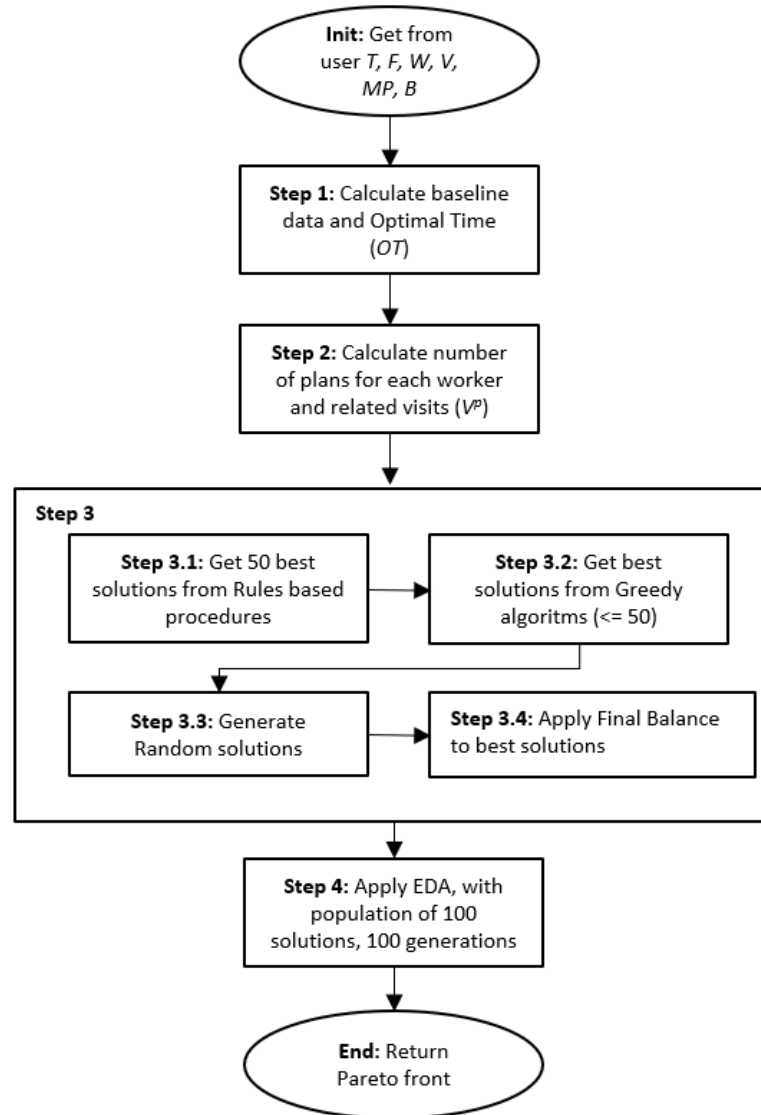 Init: Get from
user T, F, W, V,
MP, B
Step 1: Calculate baseline
data and Optimal Time
(OT)
Step 2: Calculate number
of plans for each worker
and related visits (Vᵖ)
Step 3
Step 3.1: Get 50 best
solutions from Rules based
procedures
Step 3.2: Get best
solutions from Greedy
algoritms (<= 50)
Step 3.3: Generate
Random solutions
Step 3.4: Apply Final Balance
to best solutions
Step 4: Apply EDA, with
population of 100
solutions, 100 generations
End: Return
Pareto front